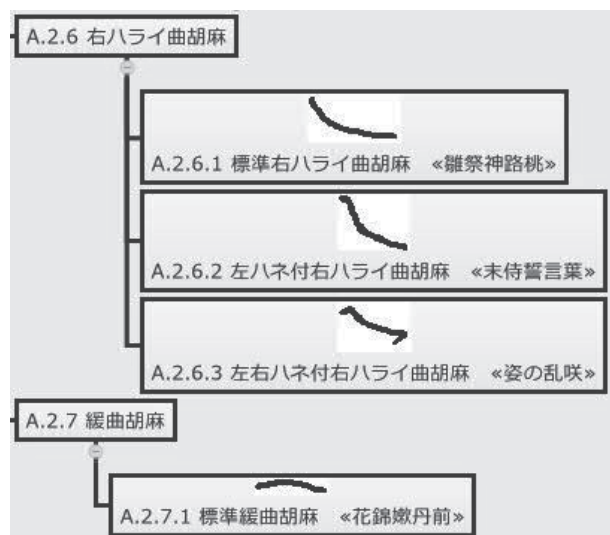 A.2.6 右ハライ曲胡麻
A.2.6.1 標準右ハライ曲胡麻 «雛祭神路桃»
A.2.6.2 左ハネ付右ハライ曲胡麻 «末侍誓言葉»
A.2.6.3 左右ハネ付右ハライ曲胡麻 «姿の乱咲»
A.2.7 緩曲胡麻
A.2.7.1 標準緩曲胡麻 «花錦嫩丹前»